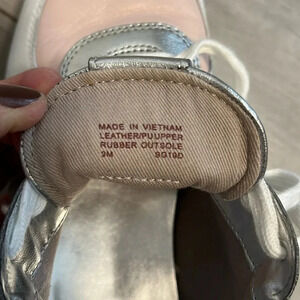 MADE IN VIETNAM
LEATHER/PU UPPER
RUBBER OUTSOLE
9M SG19D